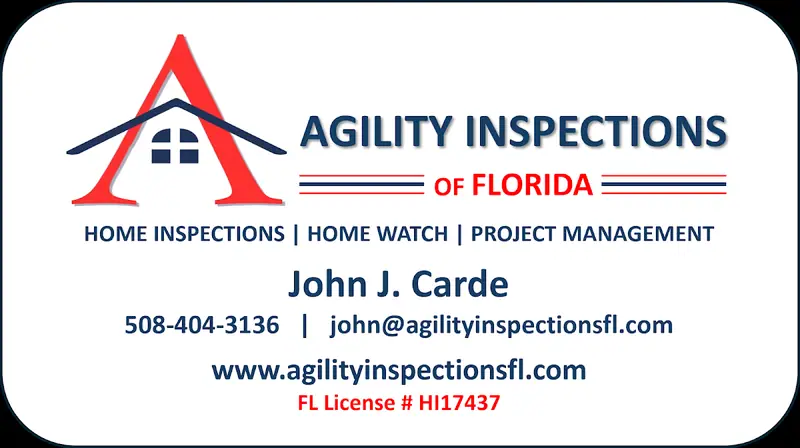 AGILITY INSPECTIONS
OF FLORIDA
HOME INSPECTIONS | HOME WATCH | PROJECT MANAGEMENT
John J. Carde
508-404-3136 | john@agilityinspectionsfl.com
www.agilityinspectionsfl.com
FL License # HI17437